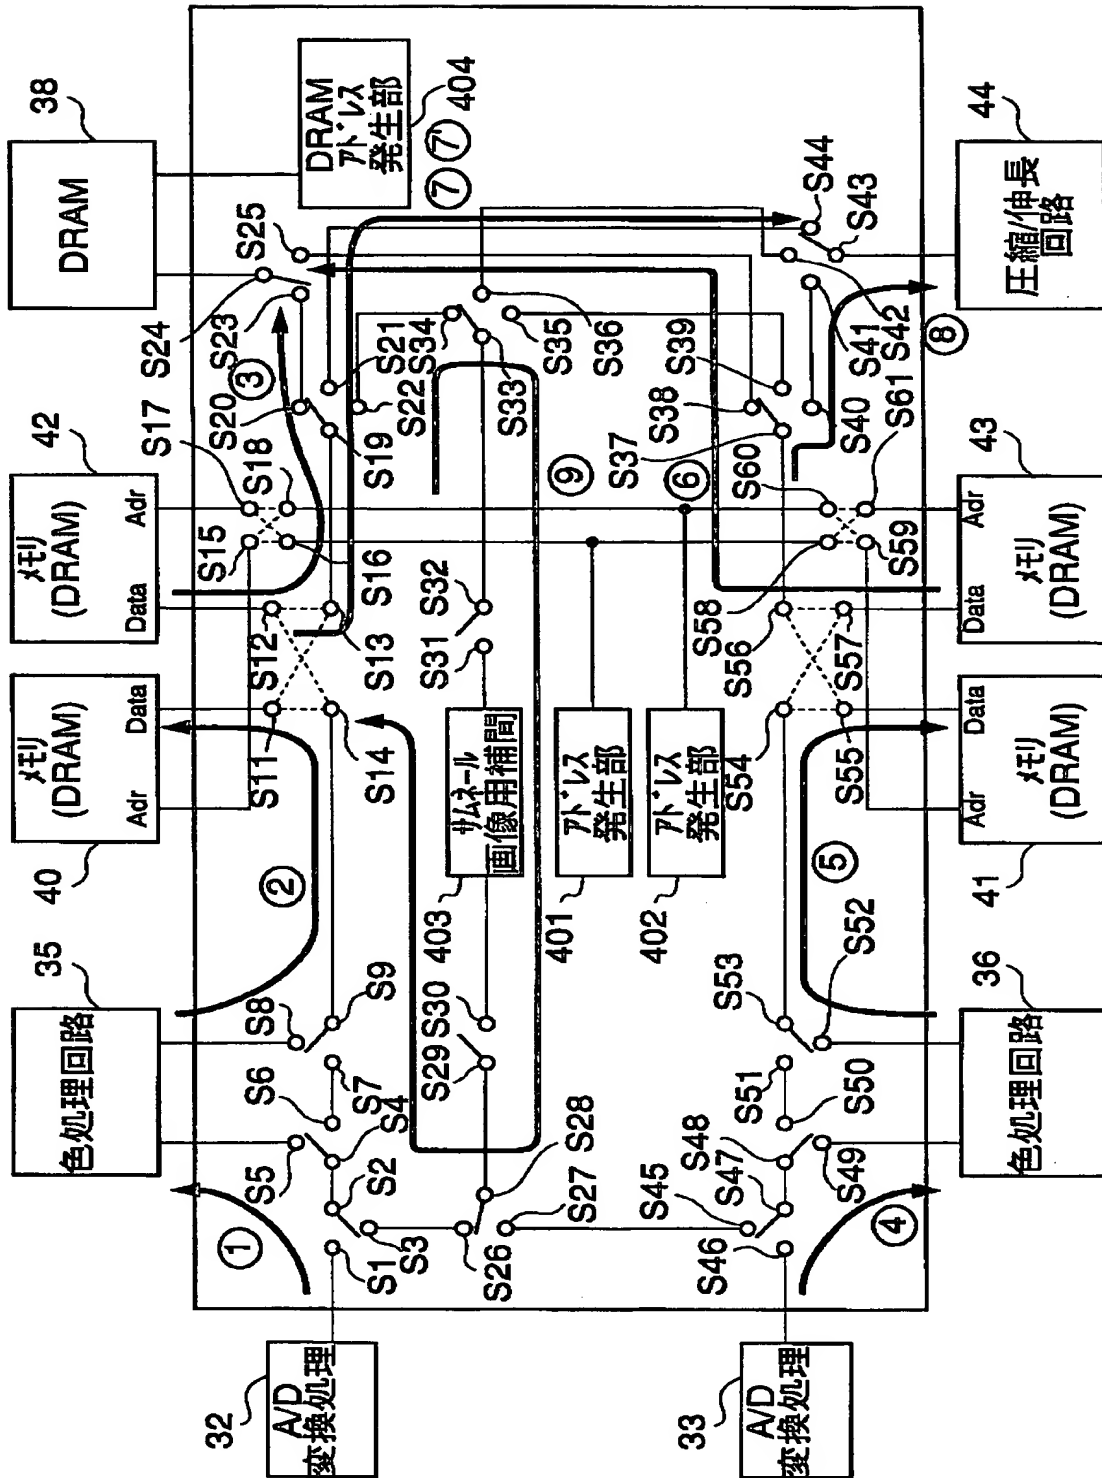 35
色処理回路
40
メモリ
(DRAM)
Adr
Data
42
メモリ
(DRAM)
Data
Adr
38
DRAM
DRAM
アドレス
発生部
404
⑦
⑦'
32
A/D
変換処理
33
A/D
変換処理
①
②
③
④
⑤
⑥
⑧
⑨
S1
S2
S3
S4
S5
S6
S7
S8
S9
S11
S12
S13
S14
S15
S16
S17
S18
S19
S20
S21
S22
S23
S24
S25
S26
S27
S28
S29
S30
403
サムネール
画像用補間
S31
S32
S33
S34
S35
S36
401
アドレス
発生部
402
アドレス
発生部
S37
S38
S39
S40
S41
S42
S43
S44
S45
S46
S47
S48
S49
S50
S51
S52
S53
S54
S55
S56
S57
S58
S59
S60
S61
色処理回路
36
Adr
Data
メモリ
(DRAM)
41
Data
Adr
メモリ
(DRAM)
43
圧縮/伸長
回路
44